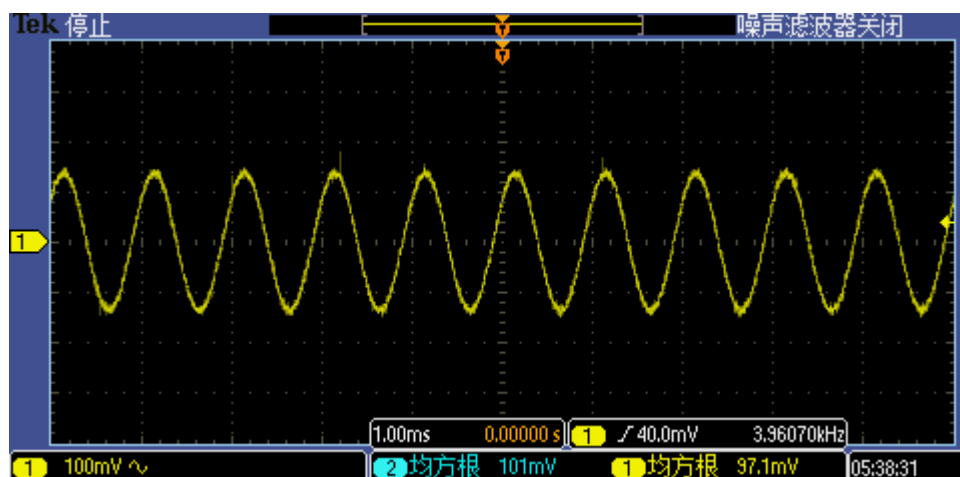 Tek 停止 噪声滤波器关闭
T
T
1
1.00ms 0.00000 s 1 40.0mV 3.96070kHz
1 100mV 2 均方根 101mV 1 均方根 97.1mV 05:38:31